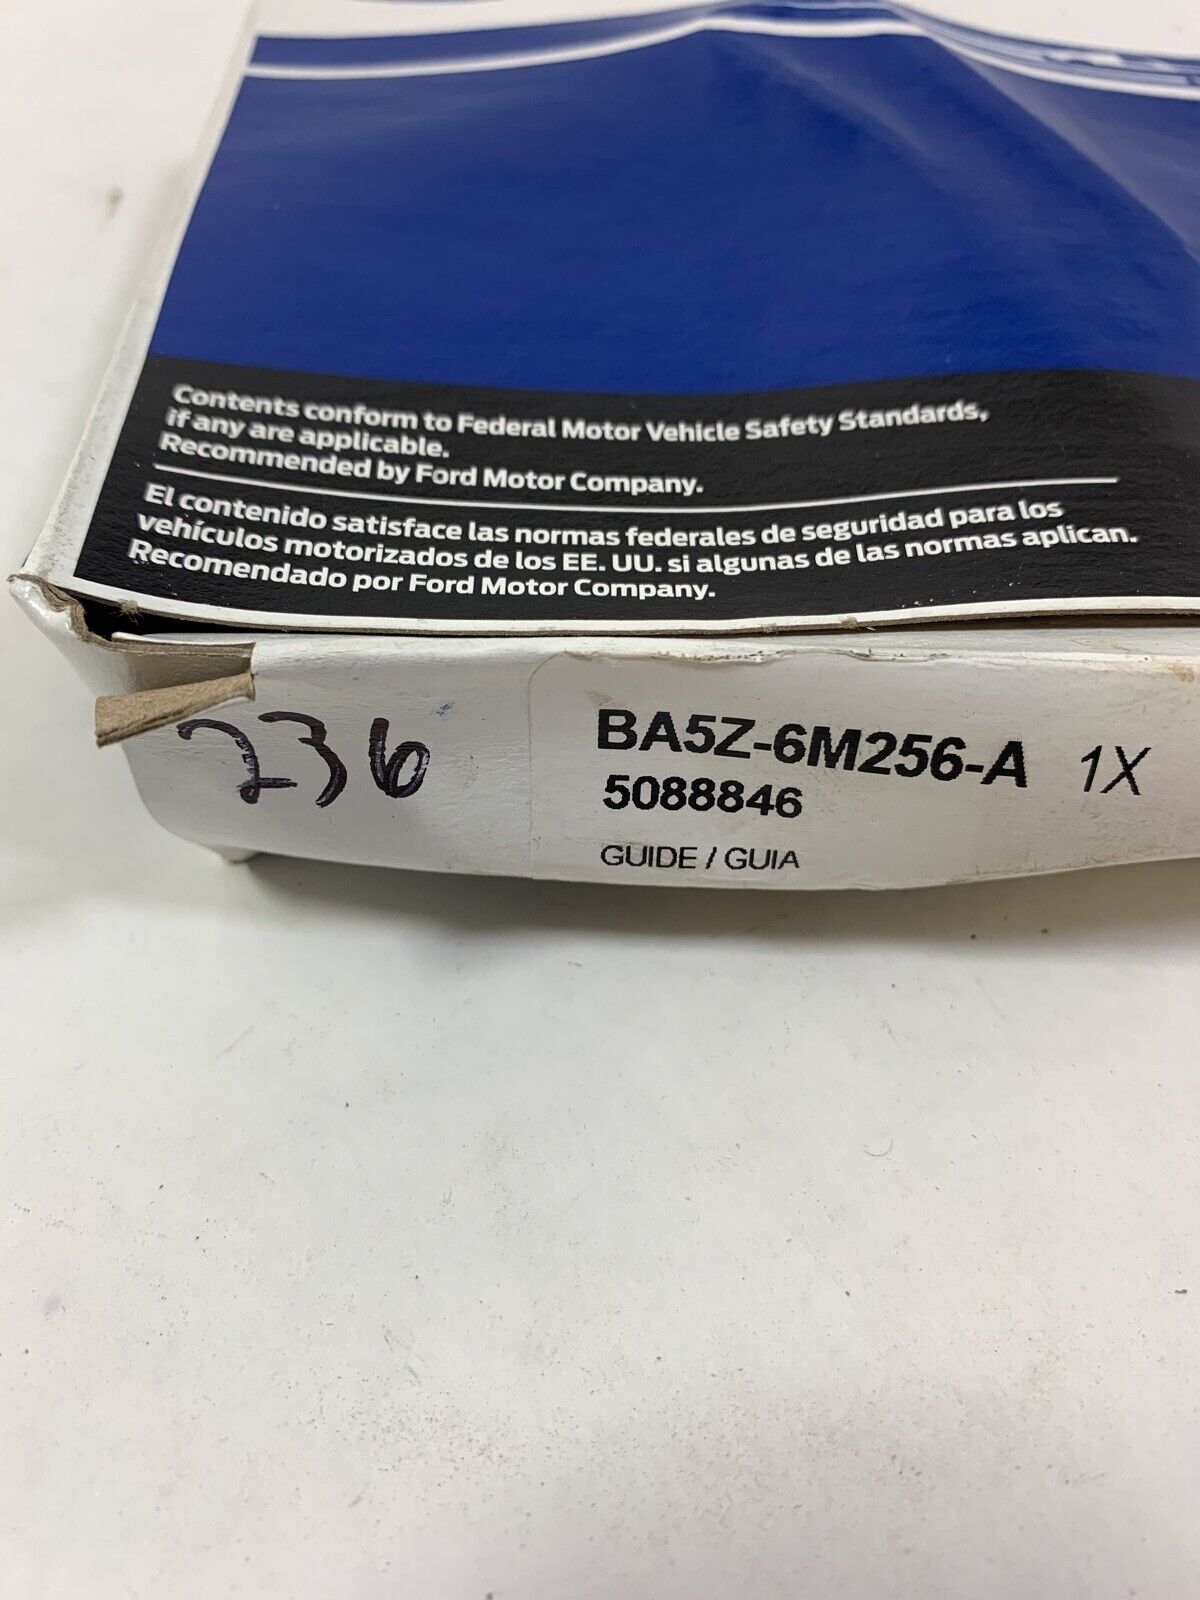 Contents conform to Federal Motor Vehicle Safety Standards,
if any are applicable.
Recommended by Ford Motor Company.
El contenido satisface las normas federales de seguridad para los
vehículos motorizados de los EE. UU. si algunas de las normas aplican.
Recomendado por Ford Motor Company.
236
BA5Z-6M256-A 1X
5088846
GUIDE / GUIA